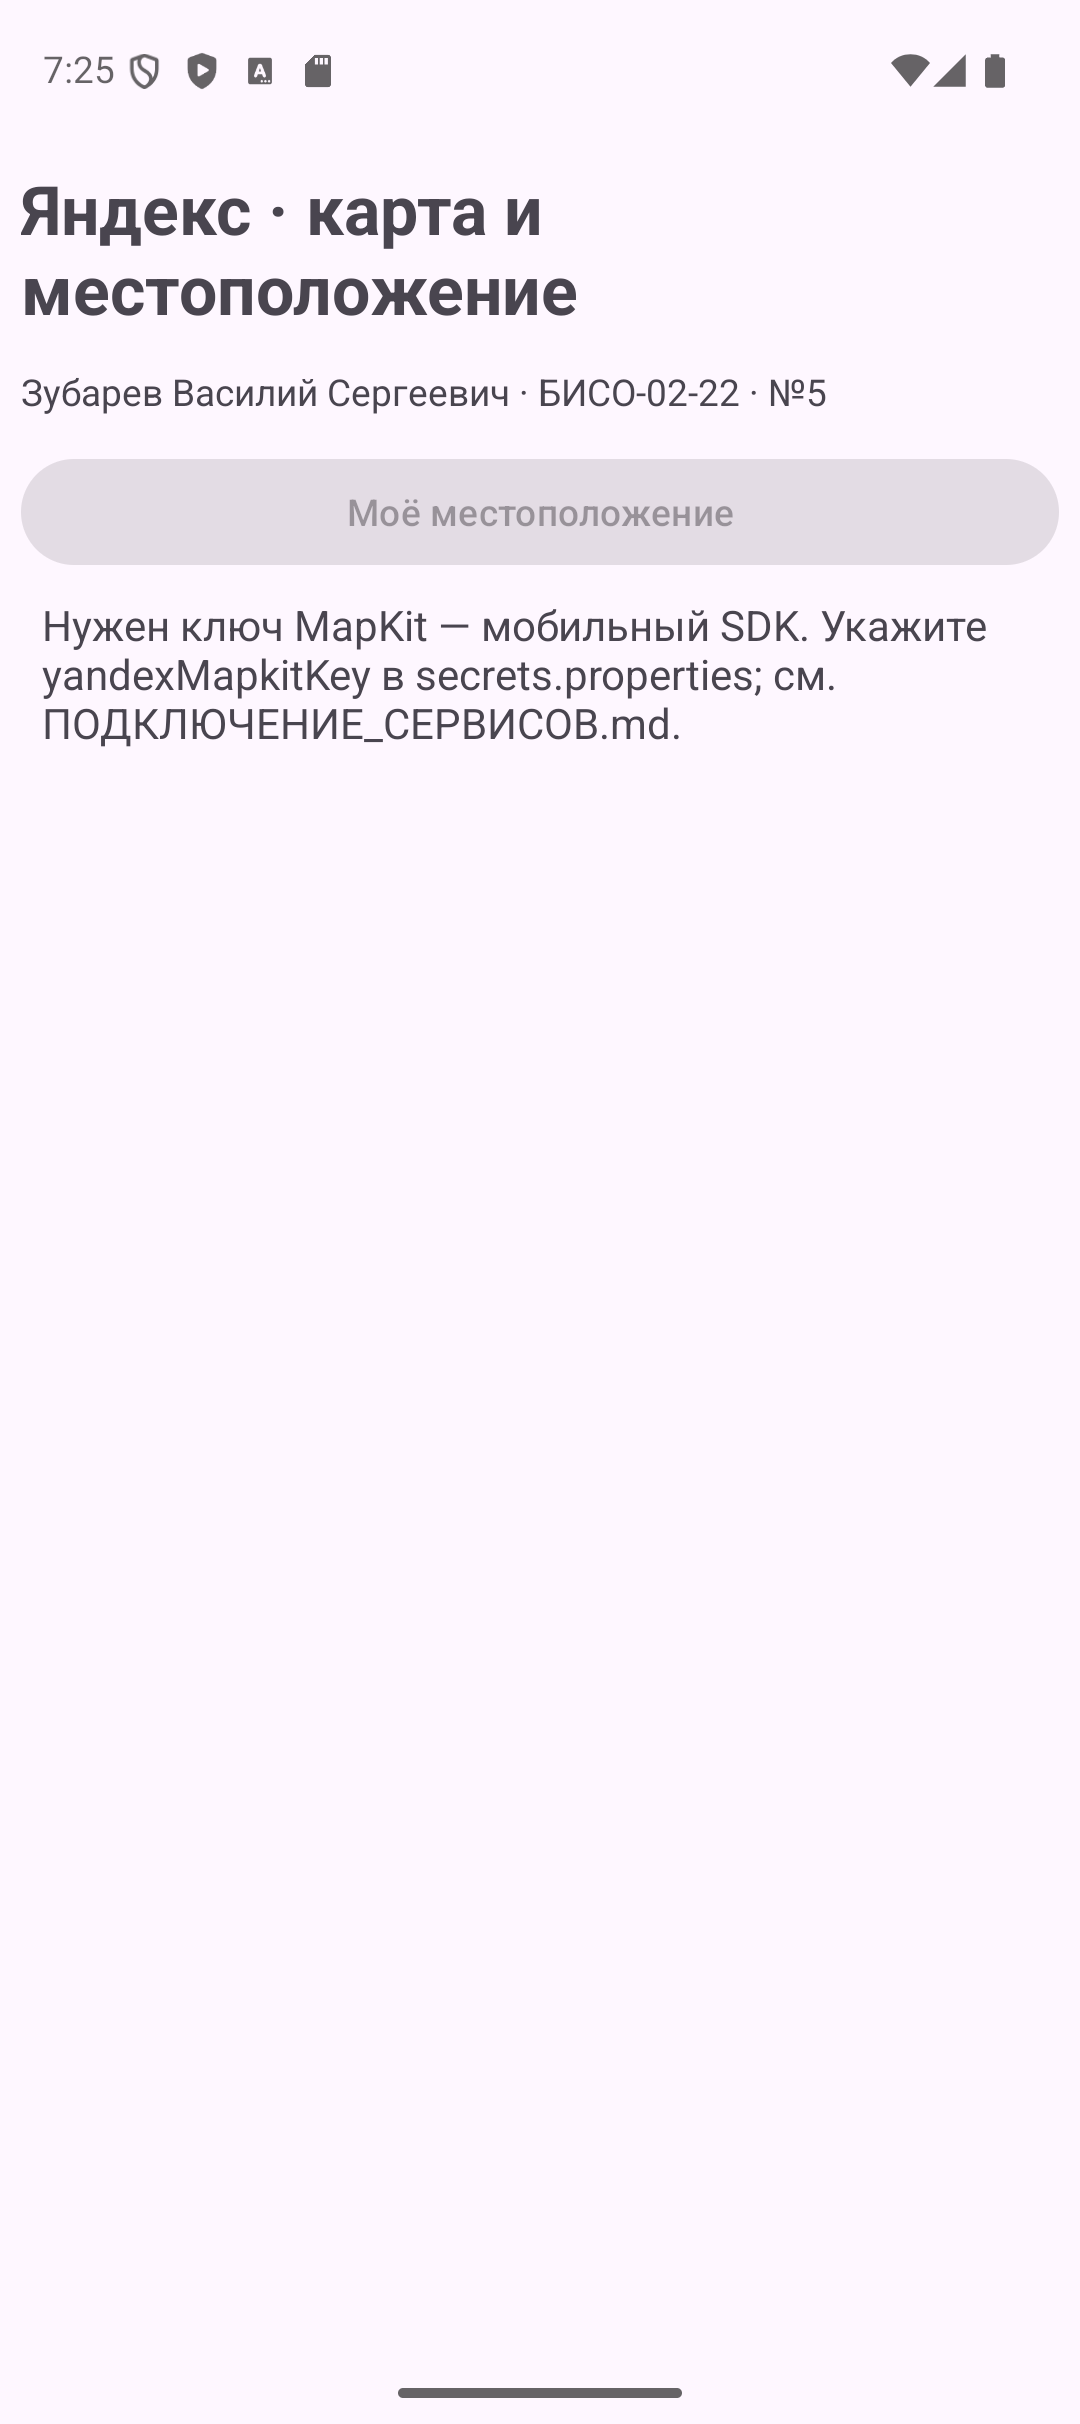 7:25
Яндекс · карта и
местоположение
Зубарев Василий Сергеевич · БИСО-02-22 · №5
Моё местоположение
Нужен ключ MapKit — мобильный SDK. Укажите
yandexMapkitKey в secrets.properties; см.
ПОДКЛЮЧЕНИЕ_СЕРВИСОВ.md.